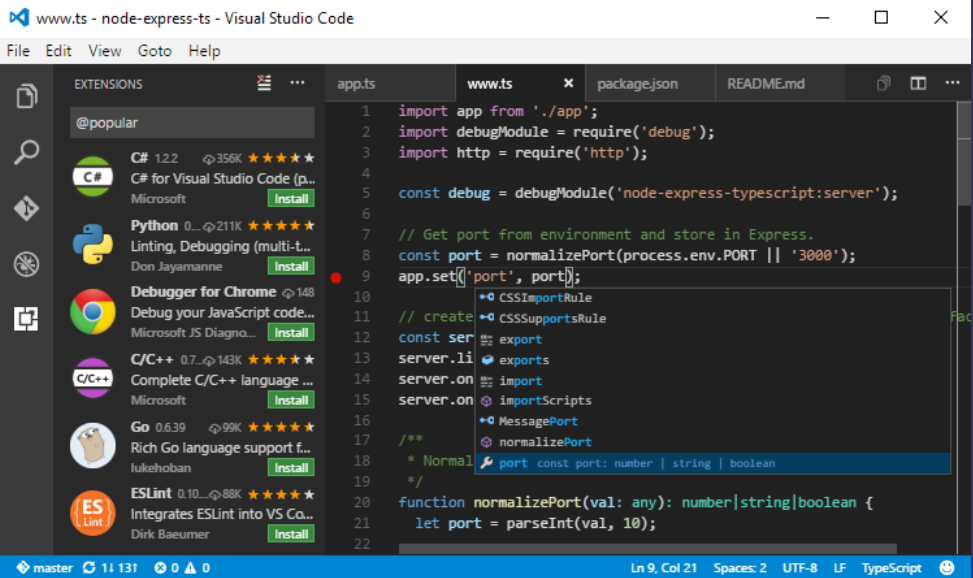 www.ts - node-express-ts - Visual Studio Code
File Edit View Goto Help
EXTENSIONS
@popular
C# 1.2.2 356K
C# for Visual Studio Code (p...
Microsoft Install
Python 0... 211K
Linting, Debugging (multi-t...
Don Jayamanne Install
Debugger for Chrome 148
Debug your JavaScript code...
Microsoft JS Diagno... Install
C/C++ 0.7... 143K
Complete C/C++ language ...
Microsoft Install
Go 0.6.39 99K
Rich Go language support f...
lukehoban Install
ESLint 0.10... 88K
Integrates ESLint into VS Co...
Dirk Baeumer Install
C#
C/C++
ES
Lint
app.ts www.ts package.json README.md
1 import app from './app';
2 import debugModule = require('debug');
3 import http = require('http');
4
5 const debug = debugModule('node-express-typescript:server');
6
7 // Get port from environment and store in Express.
8 const port = normalizePort(process.env.PORT || '3000');
9 app.set('port', port);
10
11 // create Fac
12 const ser
13 server.li
14 server.on
15 server.on
16
17 /**
18 * Normal
19 */
20 function normalizePort(val: any): number|string|boolean {
21 let port = parseInt(val, 10);
22
CSSImportRule
CSSSupportsRule
export
exports
import
importScripts
MessagePort
normalizePort
port const port: number | string | boolean
master 1↓ 13↑ 0 0 Ln 9, Col 21 Spaces: 2 UTF-8 LF TypeScript